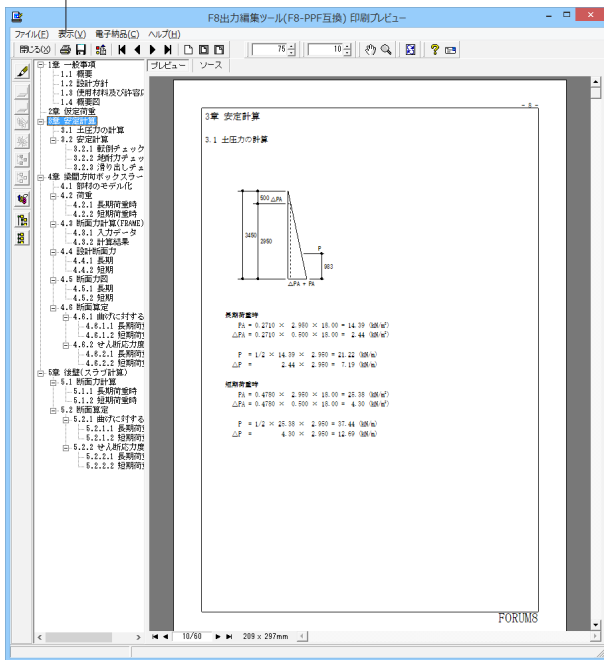 F8出力編集ツール(F8-PPF互換) 印刷プレビュー
ファイル(F) 表示(V) 電子納品(C) ヘルプ(H)
閉じる(X) 75 10
プレビュー ソース
1章 一般事項
1.1 概要
1.2 設計方針
1.3 使用材料及び許容応
1.4 概要図
2章 仮定荷重
3章 安定計算
3.1 土圧力の計算
3.2 安定計算
3.2.1 転倒チェック
3.2.2 地耐力チェッ
3.2.3 滑り出しチェ
4章 梁間方向ボックスラー
4.1 部材のモデル化
4.2 荷重
4.2.1 長期荷重時
4.2.2 短期荷重時
4.3 断面力計算(FRAME)
4.3.1 入力データ
4.3.2 計算結果
4.4 設計断面力
4.4.1 長期
4.4.2 短期
4.5 断面力図
4.5.1 長期
4.5.2 短期
4.6 断面算定
4.6.1 曲げに対する
4.6.1.1 長期荷重
4.6.1.2 短期荷重
4.6.2 せん断応力度
4.6.2.1 長期荷重
4.6.2.2 短期荷重
5章 後壁(スラブ計算)
5.1 断面力計算
5.1.1 長期荷重時
5.1.2 短期荷重時
5.2 断面算定
5.2.1 曲げに対する
5.2.1.1 長期荷重
5.2.1.2 短期荷重
5.2.2 せん断応力度
5.2.2.1 長期荷重
5.2.2.2 短期荷重
- 8 -
3章 安定計算
3.1 土圧力の計算
500 △PA
3450
2950
P
983
△PA + PA
長期荷重時
PA = 0.2710 × 2.950 × 18.00 = 14.39 (kN/m²)
△PA = 0.2710 × 0.500 × 18.00 = 2.44 (kN/m²)
P = 1/2 × 14.39 × 2.950 = 21.22 (kN/m)
△P = 2.44 × 2.950 = 7.19 (kN/m)
短期荷重時
PA = 0.4780 × 2.950 × 18.00 = 25.38 (kN/m²)
△PA = 0.4780 × 0.500 × 18.00 = 4.30 (kN/m²)
P = 1/2 × 25.38 × 2.950 = 37.44 (kN/m)
△P = 4.30 × 2.950 = 12.69 (kN/m)
FORUM8
10/60 209 x 297mm